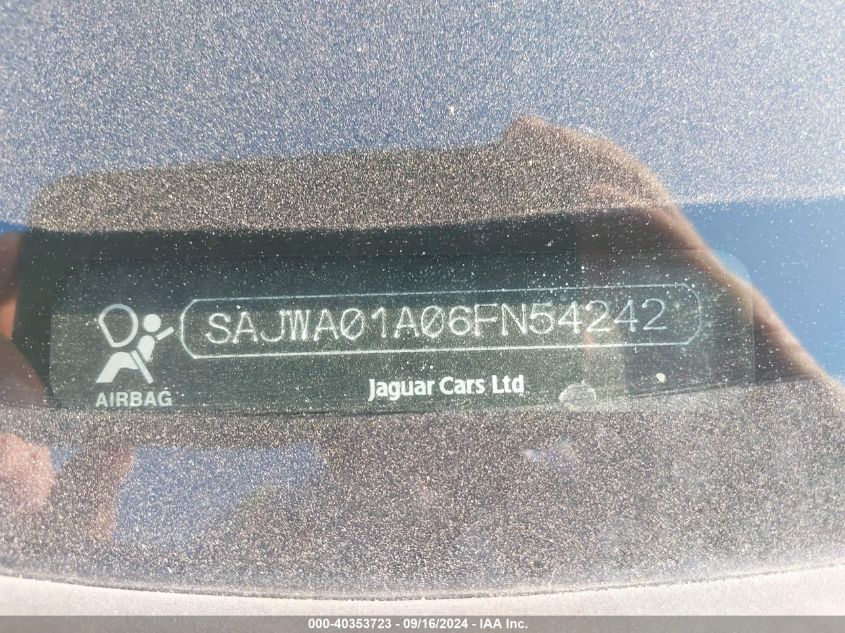 SAJWA01A06FN54242
Jaguar Cars Ltd
AIRBAG
000-40353723 - 09/16/2024 - IAA Inc.